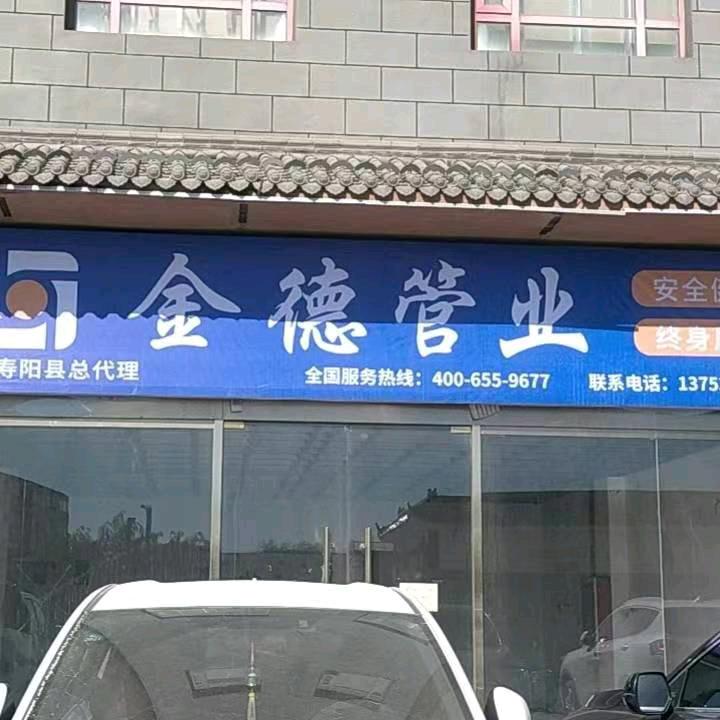 金德管业
安全
终身
寿阳县总代理
全国服务热线：400-655-9677
联系电话：1375